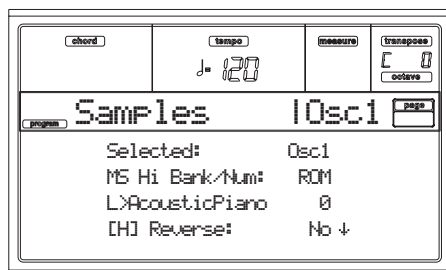 chord tempo measure transpose
♩= 120 C 0
octave
program Samples |Osc1 page
Selected: Osc1
MS Hi Bank/Num: ROM
L>AcousticPiano 0
[H] Reverse: No ↓